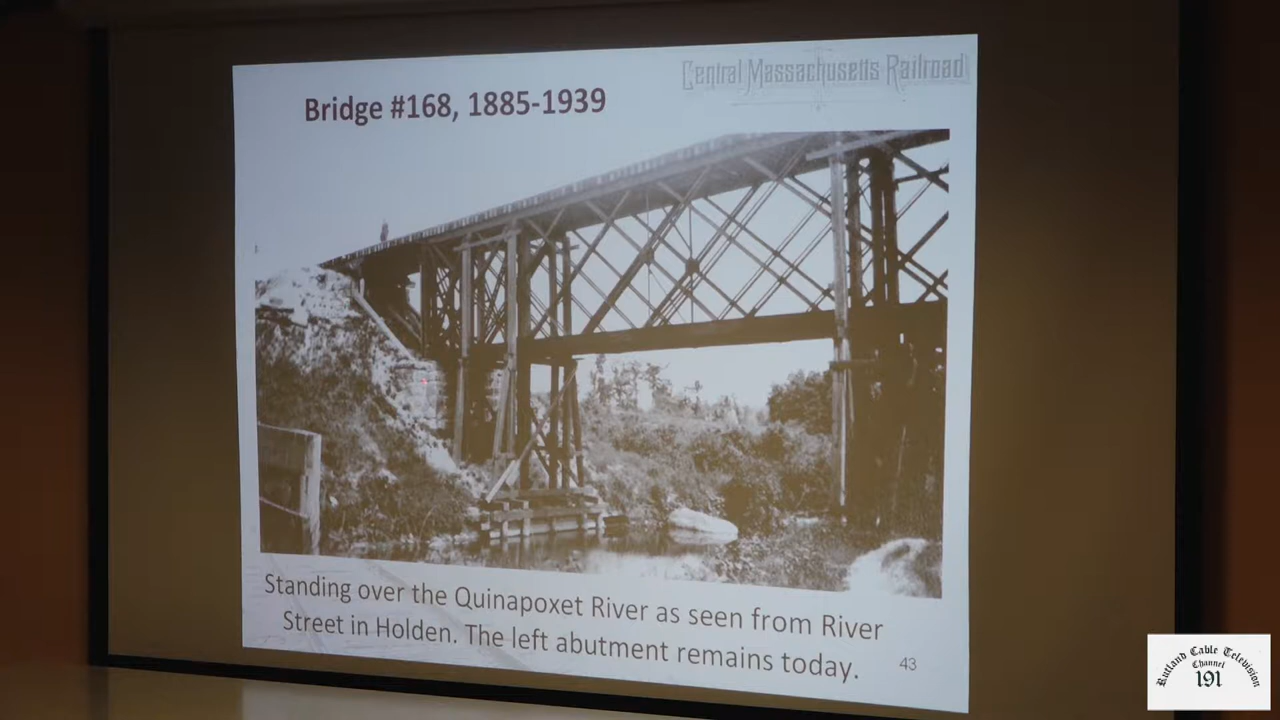 Central Massachusetts Railroad
Bridge #168, 1885-1939
Standing over the Quinapoxet River as seen from River
Street in Holden. The left abutment remains today.
43
Rutland Cable Television
Channel
191